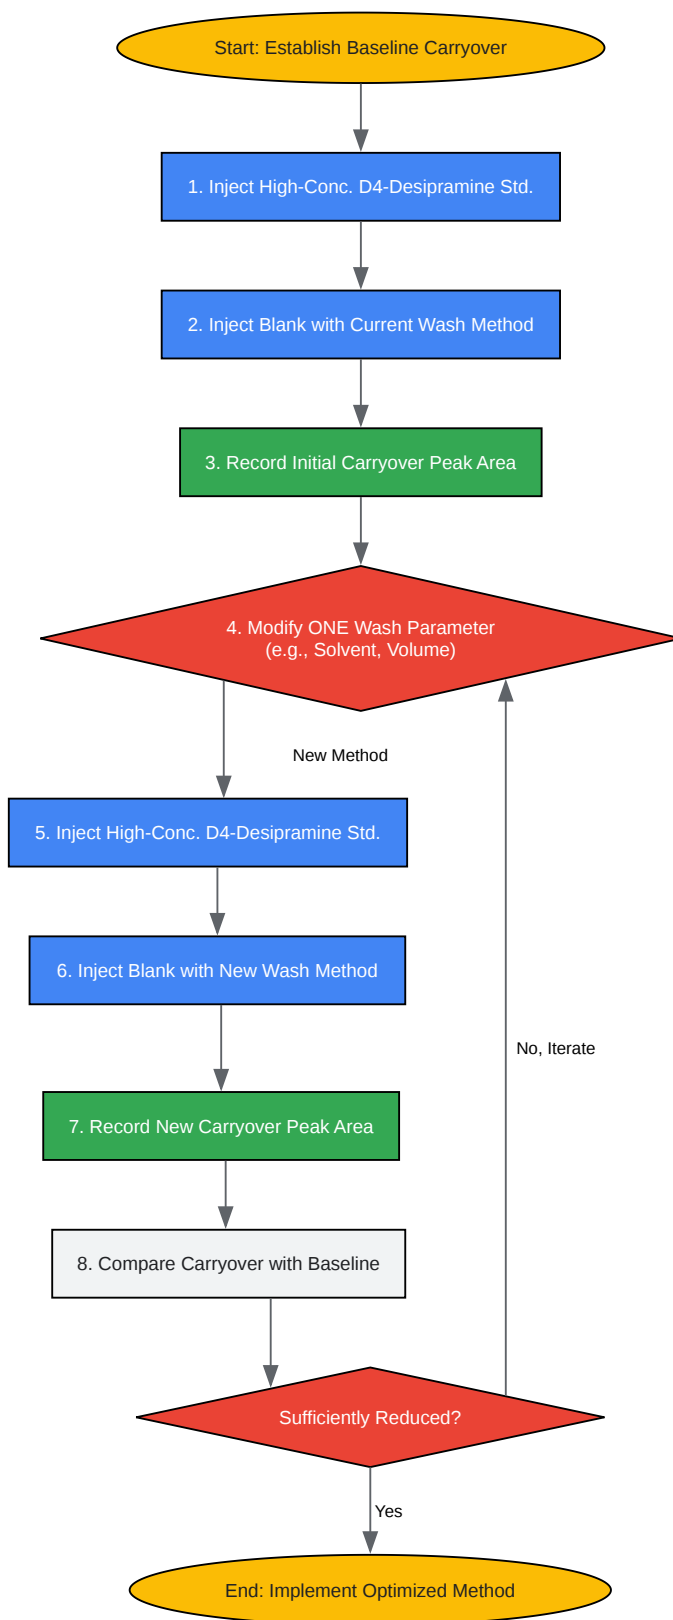 Start: Establish Baseline Carryover
1. Inject High-Conc. D4-Desipramine Std.
2. Inject Blank with Current Wash Method
3. Record Initial Carryover Peak Area
4. Modify ONE Wash Parameter
(e.g., Solvent, Volume)
New Method
5. Inject High-Conc. D4-Desipramine Std.
6. Inject Blank with New Wash Method
No, Iterate
7. Record New Carryover Peak Area
8. Compare Carryover with Baseline
Sufficiently Reduced?
Yes
End: Implement Optimized Method